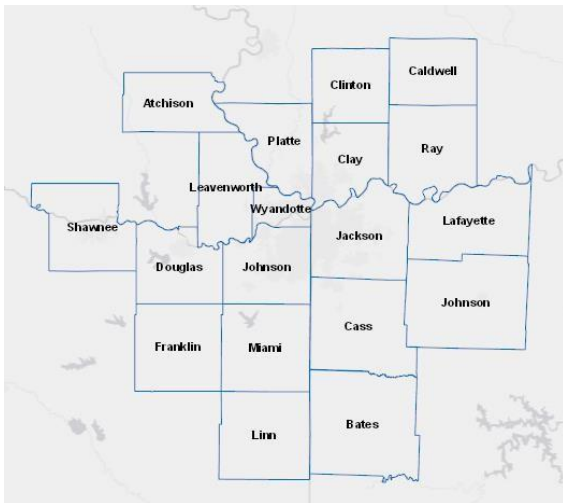 Caldwell
Clinton
Atchison
Platte
Clay
Ray
Leavenworth
Wyandotte
Lafayette
Shawnee
Jackson
Douglas
Johnson
Johnson
Cass
Franklin
Miami
Bates
Linn